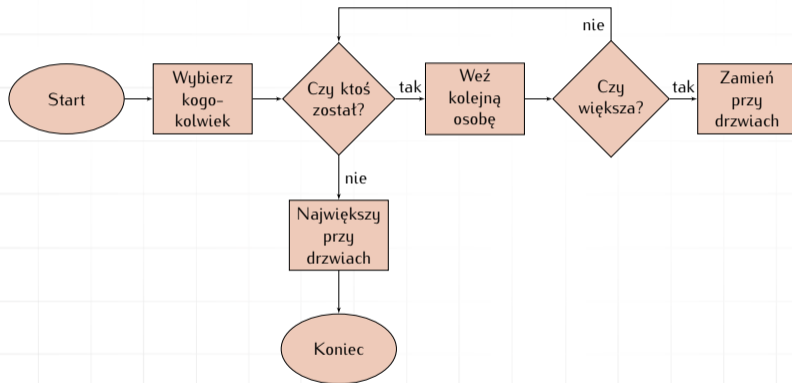 nie
Start
Wybierz
kogo-
kolwiek
Czy ktoś
został?
tak
Weź
kolejną
osobę
Czy
większa?
tak
Zamień
przy
drzwiach
nie
Największy
przy
drzwiach
Koniec